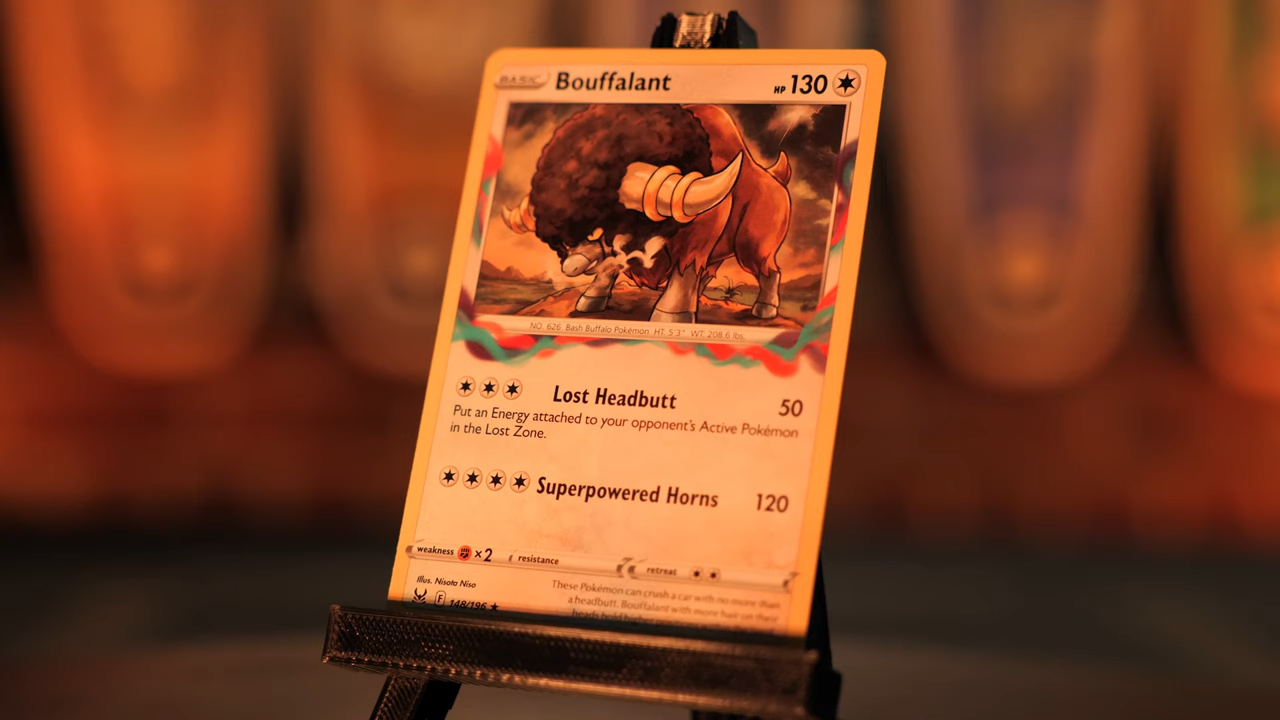 BASIC Bouffalant HP 130
NO. 626 Bash Buffalo Pokémon HT: 5'3" WT: 208.6 lbs.
Lost Headbutt 50
Put an Energy attached to your opponent's Active Pokémon
in the Lost Zone.
Superpowered Horns 120
weakness ×2 resistance retreat
Illus. Nisota Niso
F 148/196 ★
These Pokémon can crush a car with no more than
a headbutt. Bouffalant with more hair on their